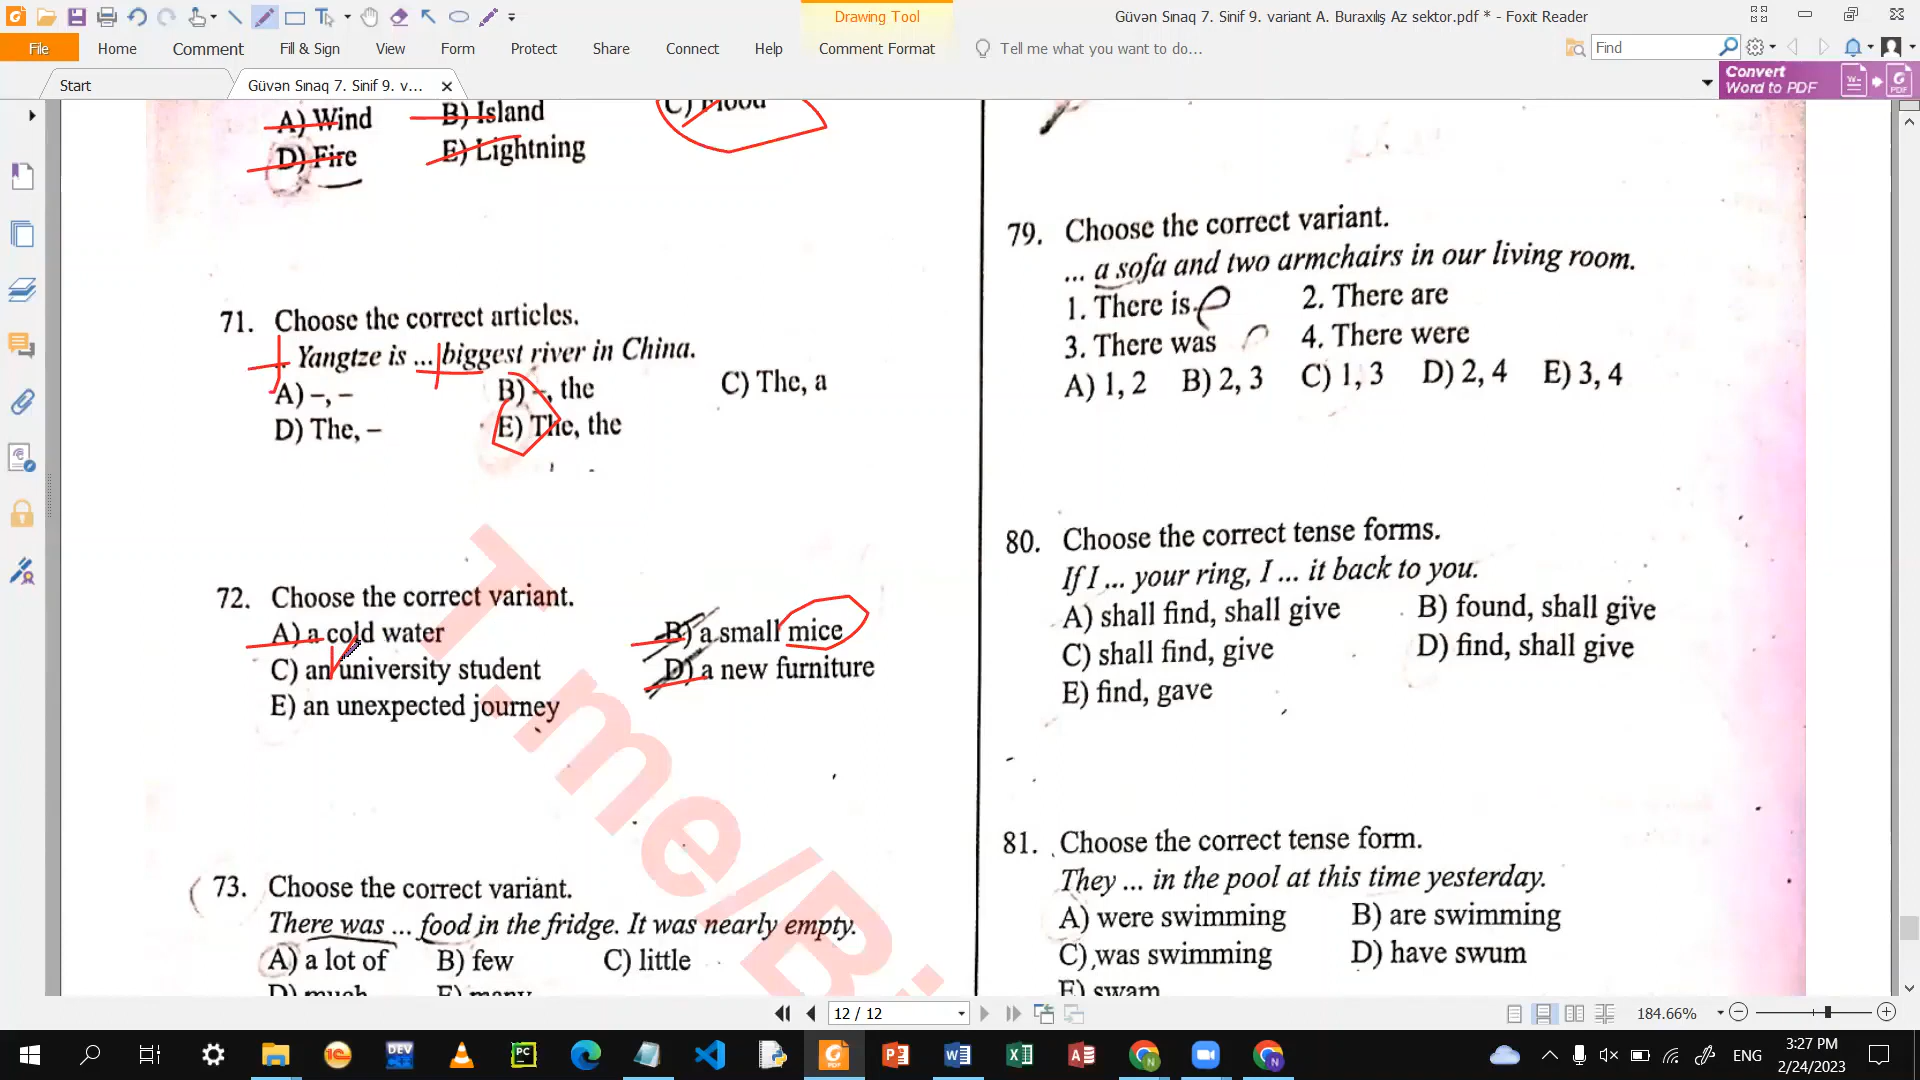 Drawing Tool
Güvən Sınaq 7. Sinif 9. variant A. Buraxılış Az sektor.pdf * - Foxit Reader
File Home Comment Fill & Sign View Form Protect Share Connect Help Comment Format Tell me what you want to do... Find
Start Güvən Sınaq 7. Sinif 9. v...
Convert
Word to PDF
A) Wind B) Island C) Flood
D) Fire E) Lightning
71. Choose the correct articles.
... Yangtze is ... biggest river in China.
A) –, – B) –, the C) The, a
D) The, – E) The, the
72. Choose the correct variant.
A) a cold water B) a small mice
C) an university student D) a new furniture
E) an unexpected journey
73. Choose the correct variant.
There was ... food in the fridge. It was nearly empty.
A) a lot of B) few C) little
D) much E) many
79. Choose the correct variant.
... a sofa and two armchairs in our living room.
1. There is 2. There are
3. There was 4. There were
A) 1, 2 B) 2, 3 C) 1, 3 D) 2, 4 E) 3, 4
80. Choose the correct tense forms.
If I ... your ring, I ... it back to you.
A) shall find, shall give B) found, shall give
C) shall find, give D) find, shall give
E) find, gave
81. Choose the correct tense form.
They ... in the pool at this time yesterday.
A) were swimming B) are swimming
C) was swimming D) have swum
E) swam
T.me/Bi
12 / 12
184.66%
ENG
3:27 PM
2/24/2023